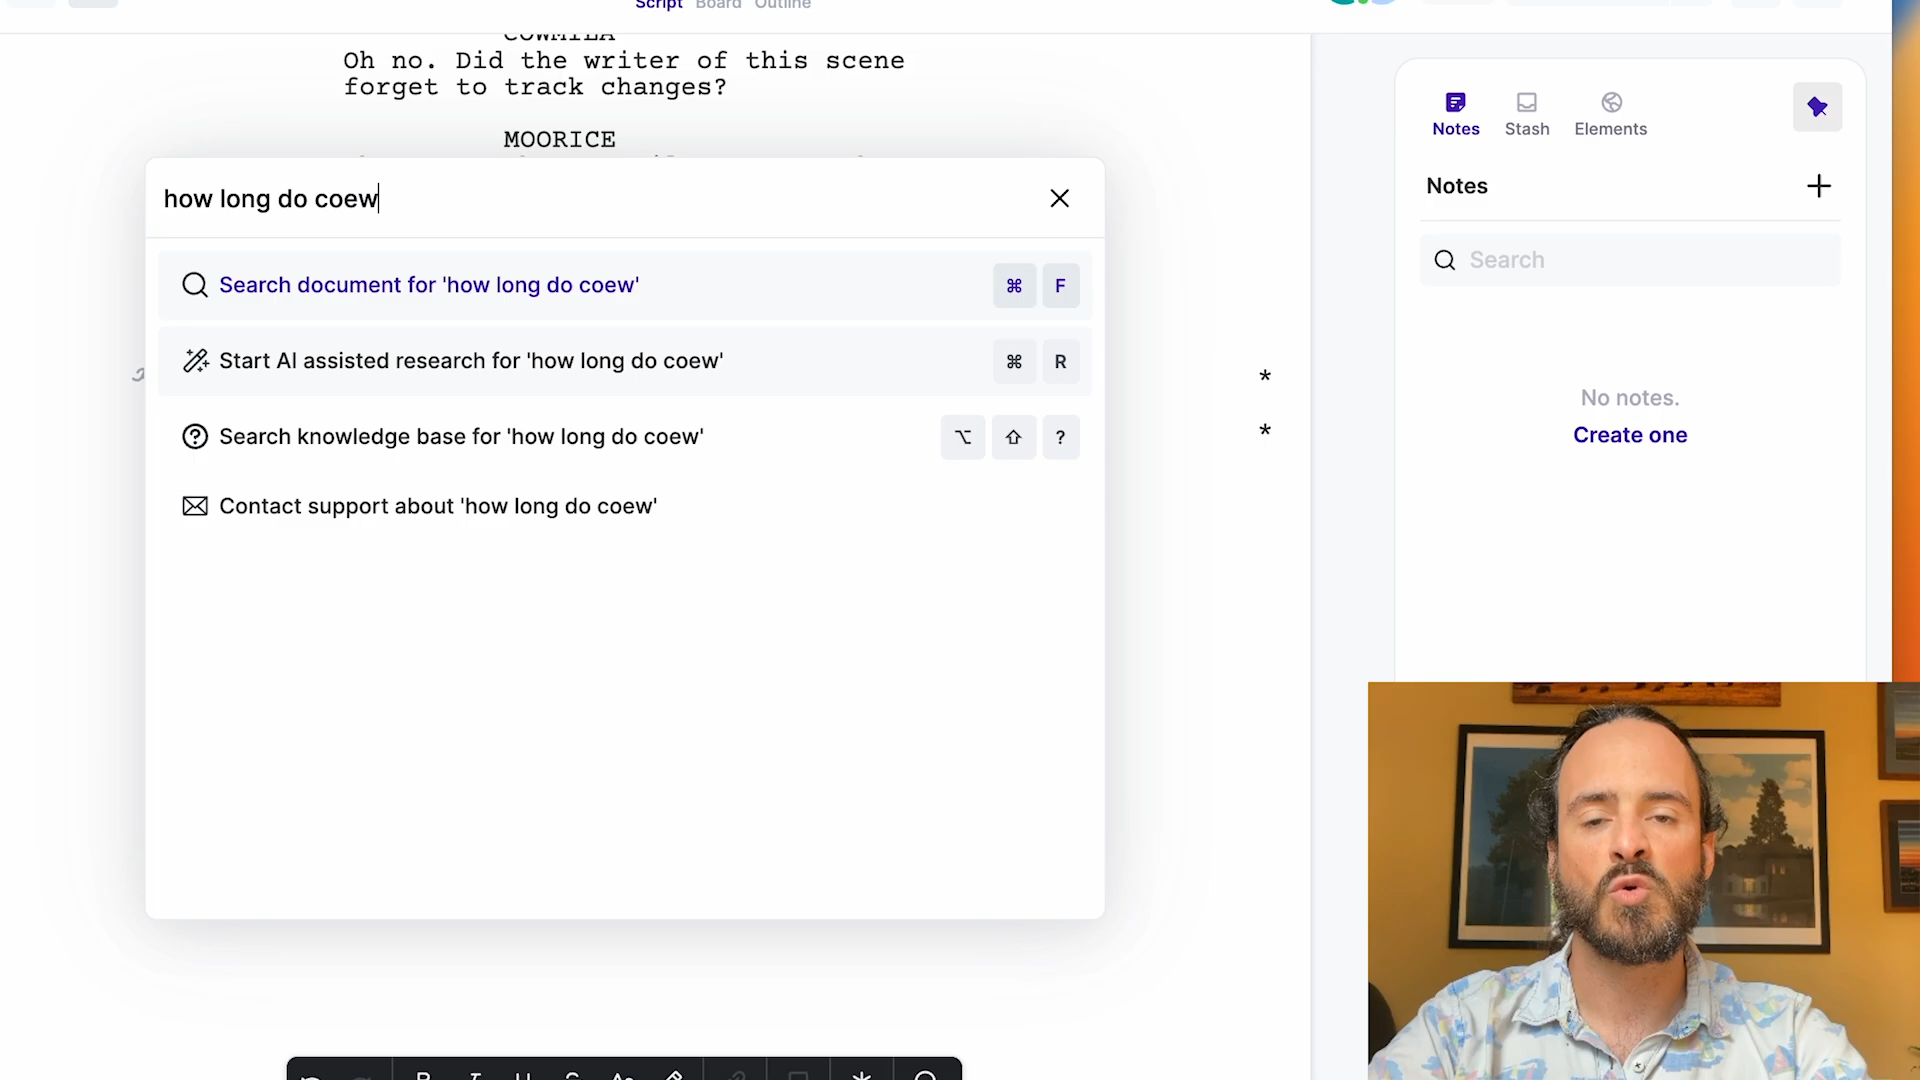 Script Board Outline
COWMILA
Oh no. Did the writer of this scene
forget to track changes?
MOORICE
how long do coew
Search document for 'how long do coew'
⌘ F
Start AI assisted research for 'how long do coew'
⌘ R
Search knowledge base for 'how long do coew'
⌥ ⇧ ?
Contact support about 'how long do coew'
*
*
Notes
Stash
Elements
Notes
Search
No notes.
Create one